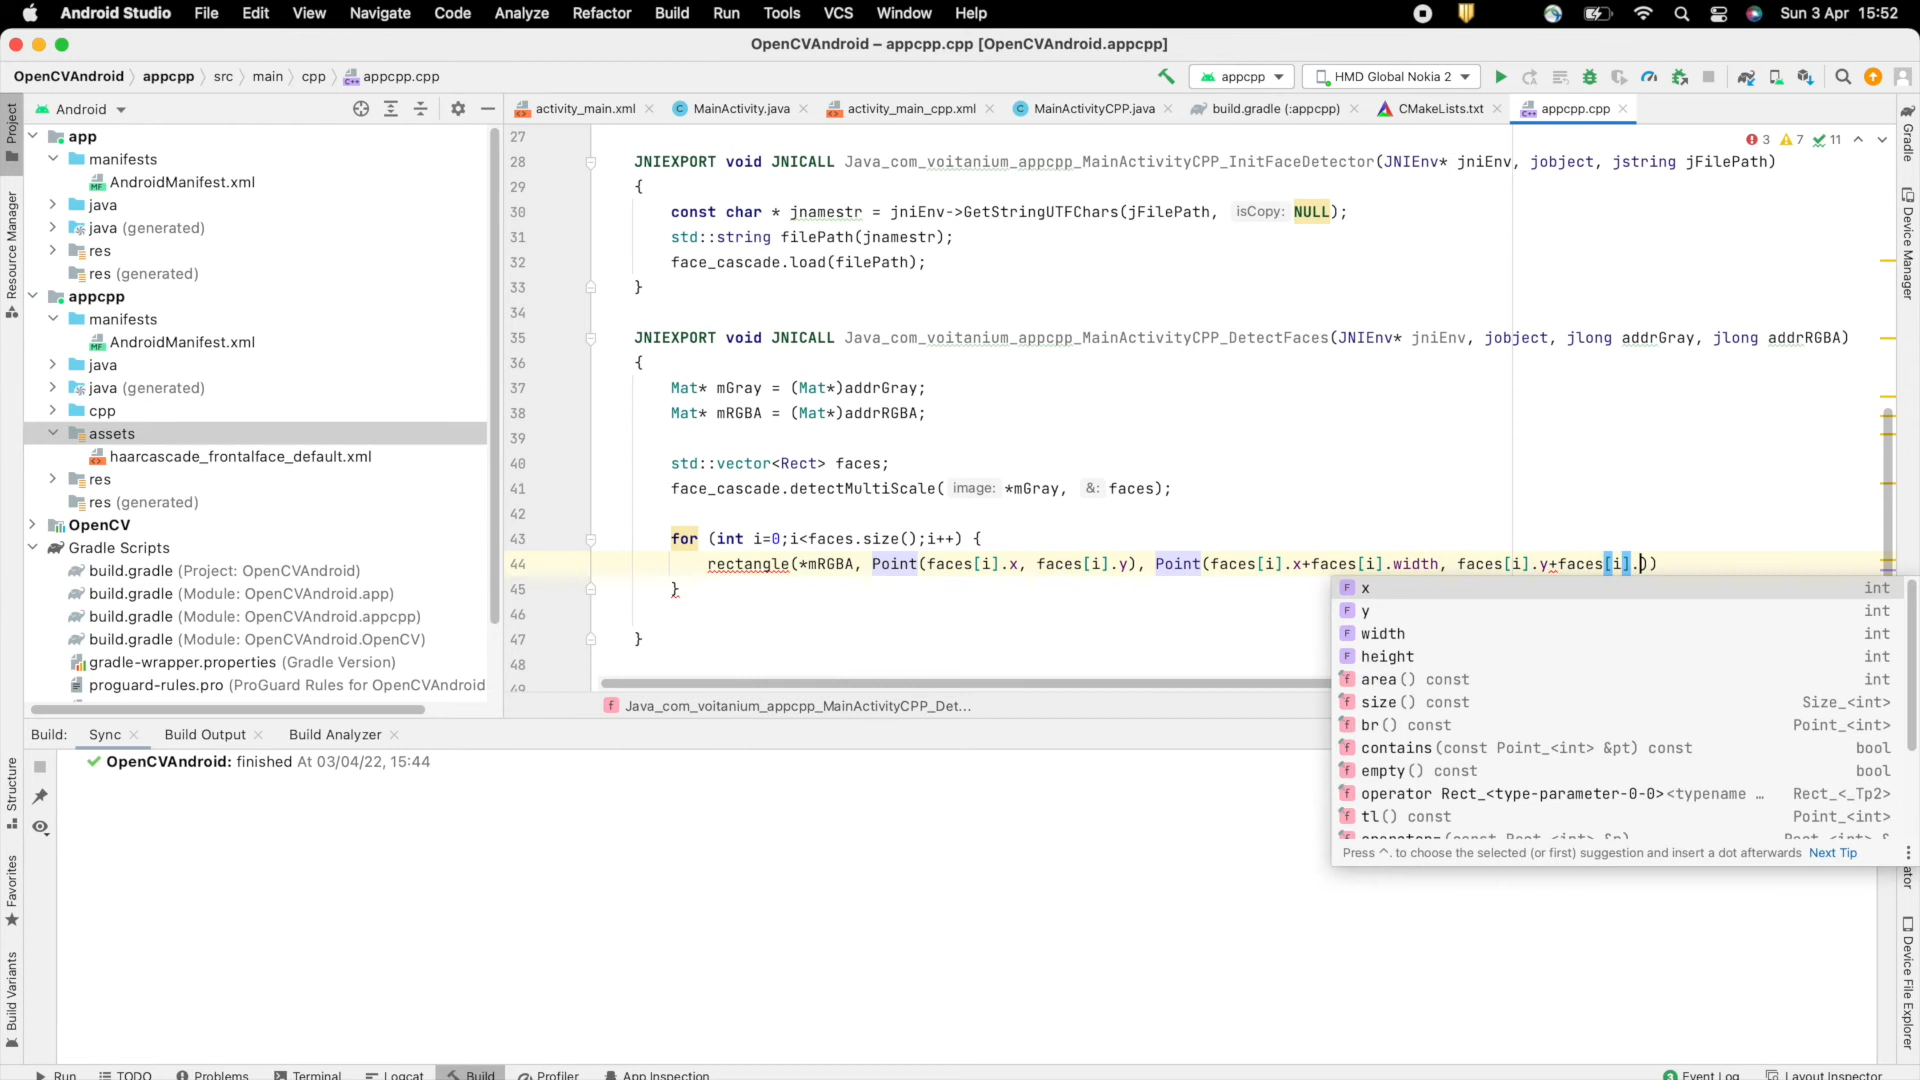 Android Studio File Edit View Navigate Code Analyze Refactor Build Run Tools VCS Window Help Sun 3 Apr 15:52
OpenCVAndroid – appcpp.cpp [OpenCVAndroid.appcpp]
OpenCVAndroid appcpp src main cpp appcpp.cpp appcpp HMD Global Nokia 2
Android activity_main.xml MainActivity.java activity_main_cpp.xml MainActivityCPP.java build.gradle (:appcpp) CMakeLists.txt appcpp.cpp
Project
Resource Manager
Structure
Favorites
Build Variants
app
manifests
AndroidManifest.xml
java
java (generated)
res
res (generated)
appcpp
manifests
AndroidManifest.xml
java
java (generated)
cpp
assets
haarcascade_frontalface_default.xml
res
res (generated)
OpenCV
Gradle Scripts
build.gradle (Project: OpenCVAndroid)
build.gradle (Module: OpenCVAndroid.app)
build.gradle (Module: OpenCVAndroid.appcpp)
build.gradle (Module: OpenCVAndroid.OpenCV)
gradle-wrapper.properties (Gradle Version)
proguard-rules.pro (ProGuard Rules for OpenCVAndroid
27
3 7 11
28 JNIEXPORT void JNICALL Java_com_voitanium_appcpp_MainActivityCPP_InitFaceDetector(JNIEnv* jniEnv, jobject, jstring jFilePath)
29 {
30 const char * jnamestr = jniEnv->GetStringUTFChars(jFilePath, isCopy: NULL);
31 std::string filePath(jnamestr);
32 face_cascade.load(filePath);
33 }
34
35 JNIEXPORT void JNICALL Java_com_voitanium_appcpp_MainActivityCPP_DetectFaces(JNIEnv* jniEnv, jobject, jlong addrGray, jlong addrRGBA)
36 {
37 Mat* mGray = (Mat*)addrGray;
38 Mat* mRGBA = (Mat*)addrRGBA;
39
40 std::vector<Rect> faces;
41 face_cascade.detectMultiScale( image: *mGray, &: faces);
42
43 for (int i=0;i<faces.size();i++) {
44 rectangle(*mRGBA, Point(faces[i].x, faces[i].y), Point(faces[i].x+faces[i].width, faces[i].y+faces[i].))
45 }
46
47 }
48
49
x int
y int
width int
height int
area() const int
size() const Size_<int>
br() const Point_<int>
contains(const Point_<int> &pt) const bool
empty() const bool
operator Rect_<type-parameter-0-0><typename … Rect_<_Tp2>
tl() const Point_<int>
Press ^. to choose the selected (or first) suggestion and insert a dot afterwards Next Tip
Java_com_voitanium_appcpp_MainActivityCPP_Det...
Gradle
Device Manager
Device File Explorer
Build: Sync Build Output Build Analyzer
OpenCVAndroid: finished At 03/04/22, 15:44
Run TODO Problems Terminal Logcat Build Profiler App Inspection Event Log Layout Inspector